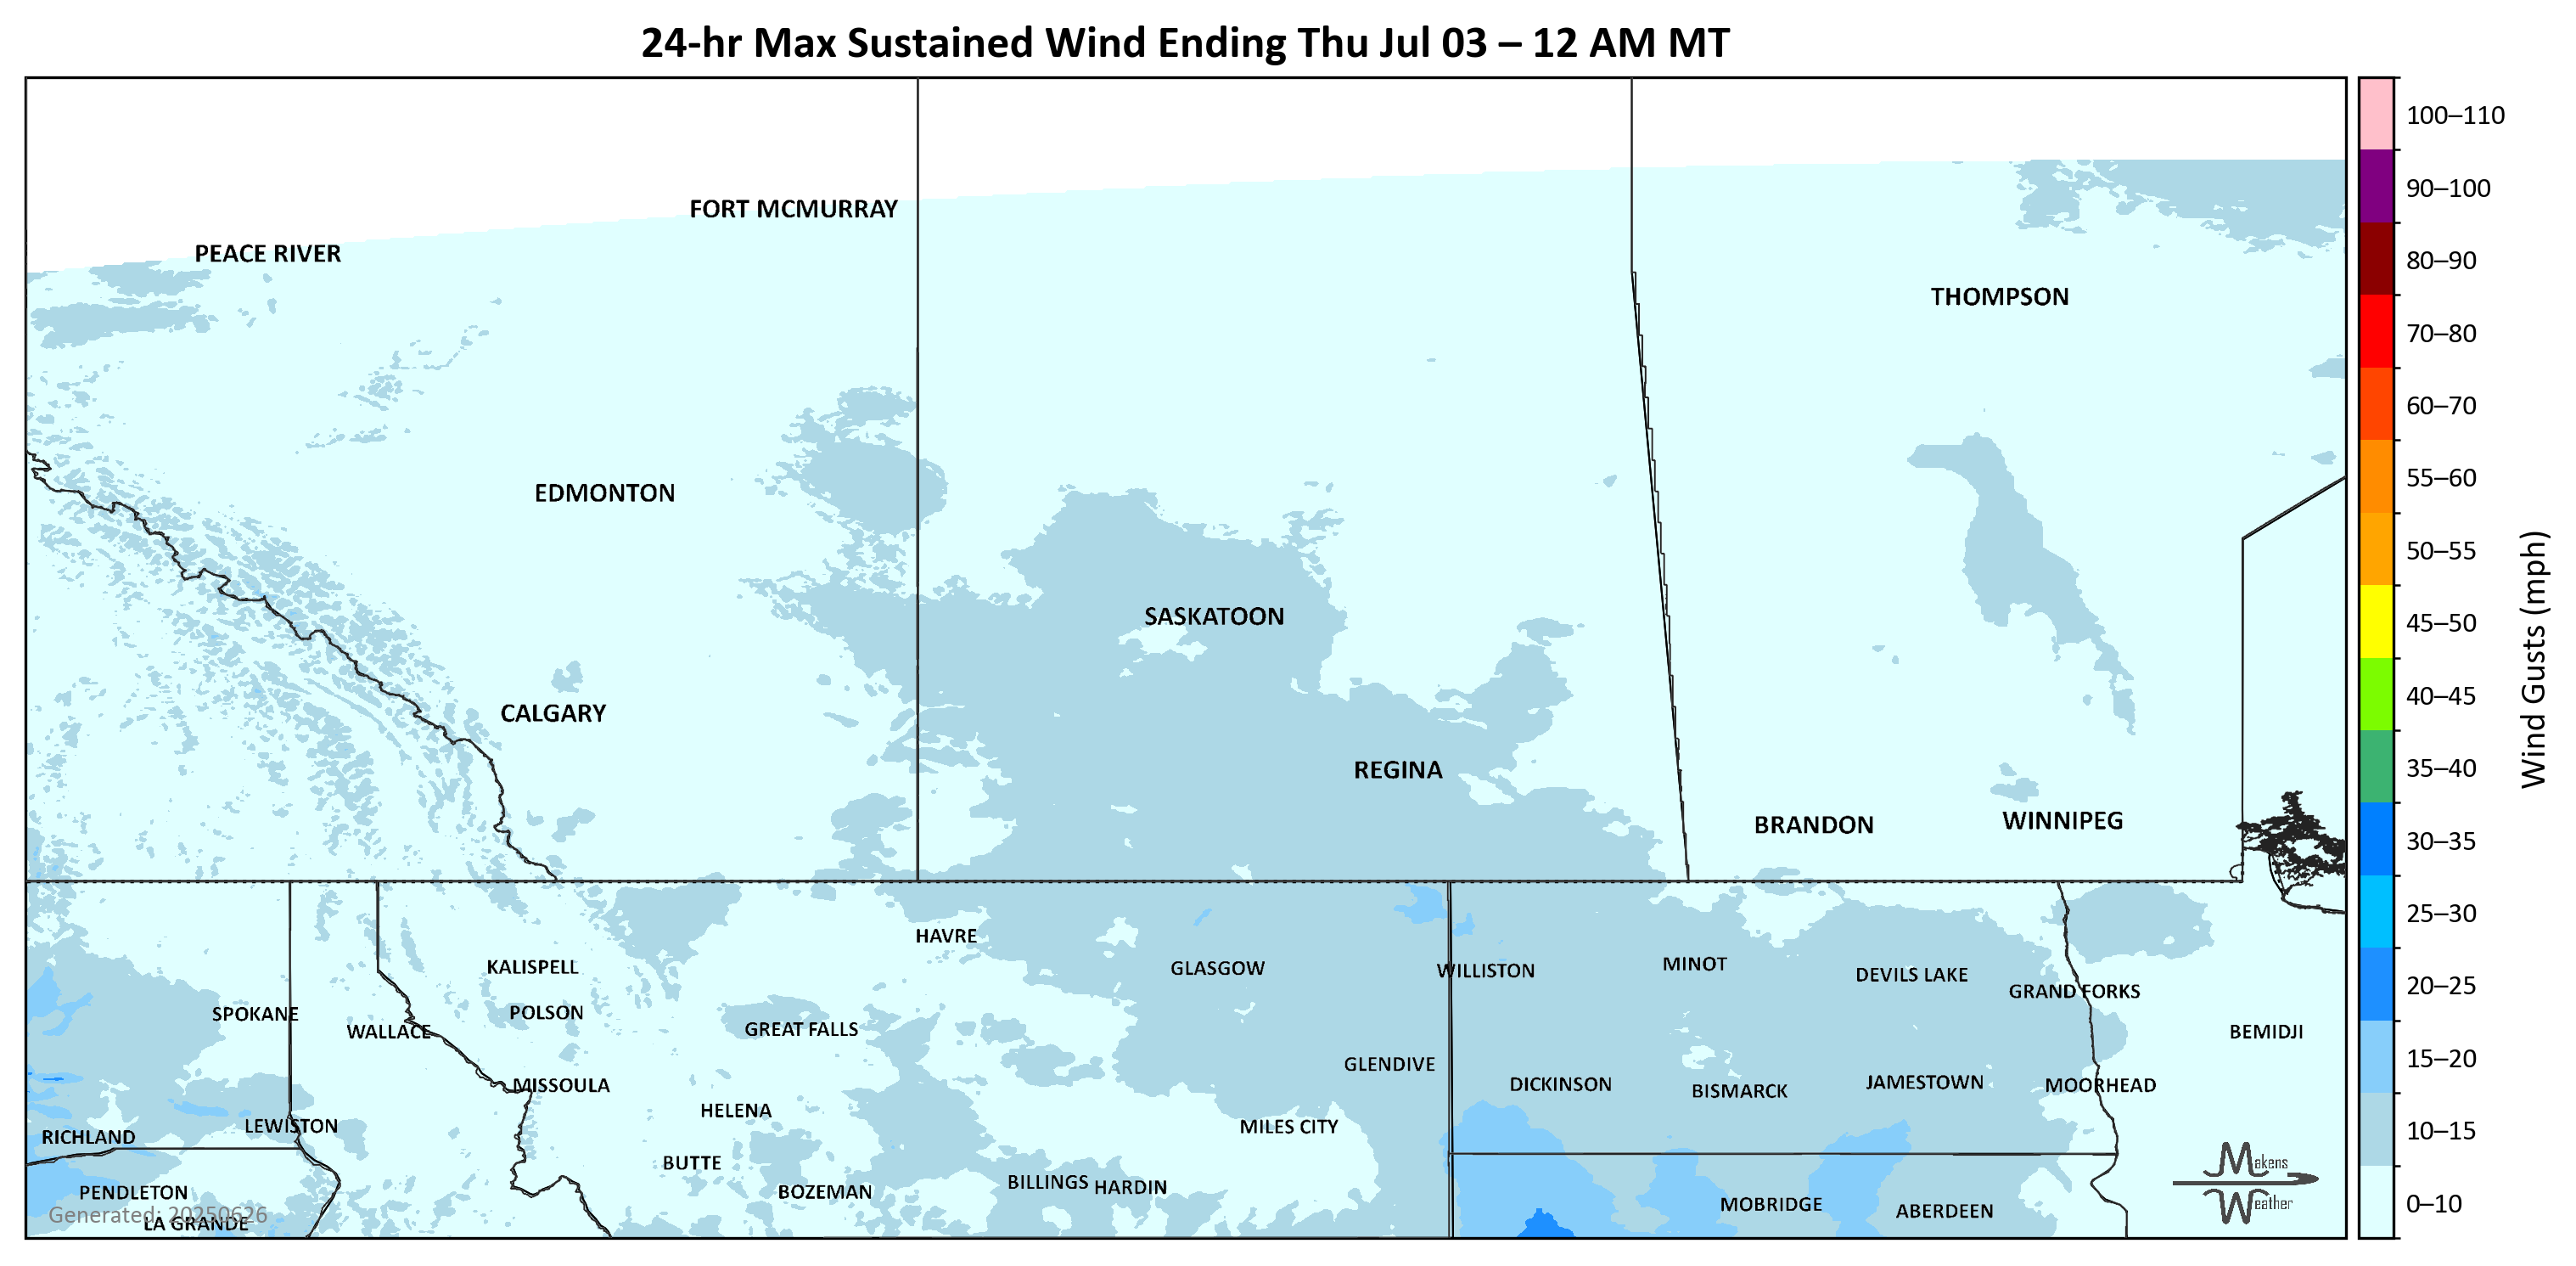 24-hr Max Sustained Wind Ending Thu Jul 03 – 12 AM MT
100–110
90–100
80–90
70–80
60–70
55–60
50–55
45–50
40–45
35–40
30–35
25–30
20–25
15–20
10–15
0–10
Wind Gusts (mph)
FORT MCMURRAY
PEACE RIVER
THOMPSON
EDMONTON
SASKATOON
CALGARY
REGINA
BRANDON
WINNIPEG
HAVRE
KALISPELL
GLASGOW
WILLISTON
MINOT
DEVILS LAKE
GRAND FORKS
SPOKANE
POLSON
WALLACE
GREAT FALLS
BEMIDJI
GLENDIVE
MISSOULA
DICKINSON
BISMARCK
JAMESTOWN
MOORHEAD
HELENA
LEWISTON
MILES CITY
RICHLAND
BUTTE
BILLINGS
HARDIN
PENDLETON
BOZEMAN
MOBRIDGE
ABERDEEN
LA GRANDE
Generated: 20250626
Makens
Weather